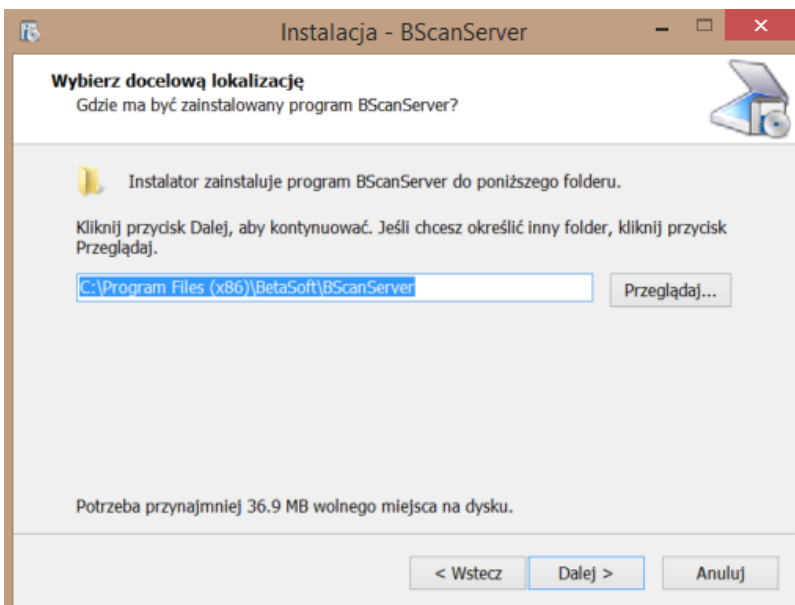 Instalacja - BScanServer
Wybierz docelową lokalizację
Gdzie ma być zainstalowany program BScanServer?
Instalator zainstaluje program BScanServer do poniższego folderu.
Kliknij przycisk Dalej, aby kontynuować. Jeśli chcesz określić inny folder, kliknij przycisk
Przeglądaj.
C:\Program Files (x86)\BetaSoft\BScanServer
Przeglądaj...
Potrzeba przynajmniej 36.9 MB wolnego miejsca na dysku.
< Wstecz
Dalej >
Anuluj